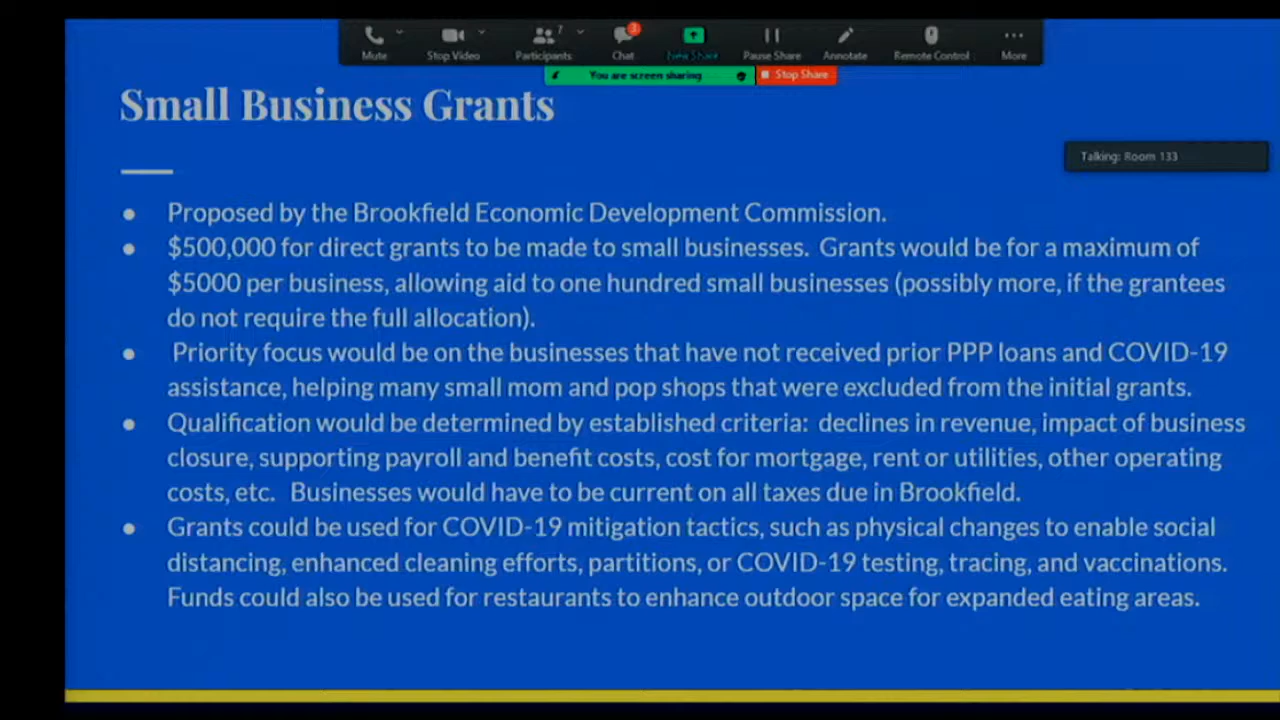 7
3
Mute
Stop Video
Participants
Chat
New Share
Pause Share
Annotate
Remote Control
More
You are screen sharing
Stop Share
Small Business Grants
Talking: Room 133
● Proposed by the Brookfield Economic Development Commission.
● $500,000 for direct grants to be made to small businesses.  Grants would be for a maximum of
$5000 per business, allowing aid to one hundred small businesses (possibly more, if the grantees
do not require the full allocation).
● Priority focus would be on the businesses that have not received prior PPP loans and COVID-19
assistance, helping many small mom and pop shops that were excluded from the initial grants.
● Qualification would be determined by established criteria:  declines in revenue, impact of business
closure, supporting payroll and benefit costs, cost for mortgage, rent or utilities, other operating
costs, etc.   Businesses would have to be current on all taxes due in Brookfield.
● Grants could be used for COVID-19 mitigation tactics, such as physical changes to enable social
distancing, enhanced cleaning efforts, partitions, or COVID-19 testing, tracing, and vaccinations.
Funds could also be used for restaurants to enhance outdoor space for expanded eating areas.